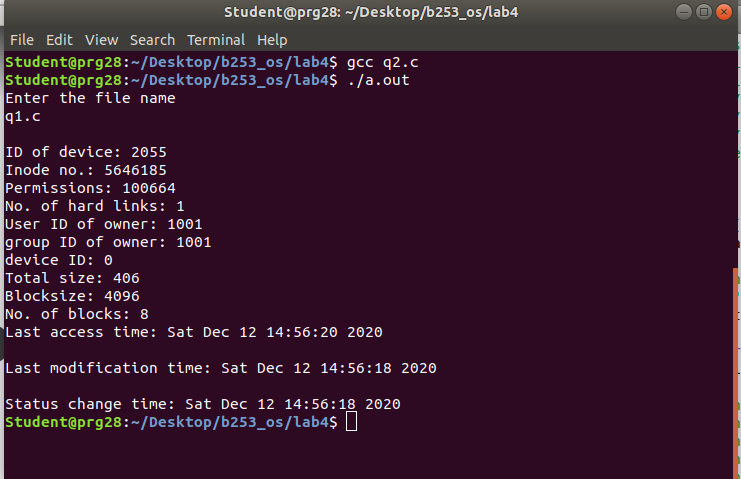 Student@prg28: ~/Desktop/b253_os/lab4
File Edit View Search Terminal Help
Student@prg28:~/Desktop/b253_os/lab4$ gcc q2.c
Student@prg28:~/Desktop/b253_os/lab4$ ./a.out
Enter the file name
q1.c
ID of device: 2055
Inode no.: 5646185
Permissions: 100664
No. of hard links: 1
User ID of owner: 1001
group ID of owner: 1001
device ID: 0
Total size: 406
Blocksize: 4096
No. of blocks: 8
Last access time: Sat Dec 12 14:56:20 2020
Last modification time: Sat Dec 12 14:56:18 2020
Status change time: Sat Dec 12 14:56:18 2020
Student@prg28:~/Desktop/b253_os/lab4$